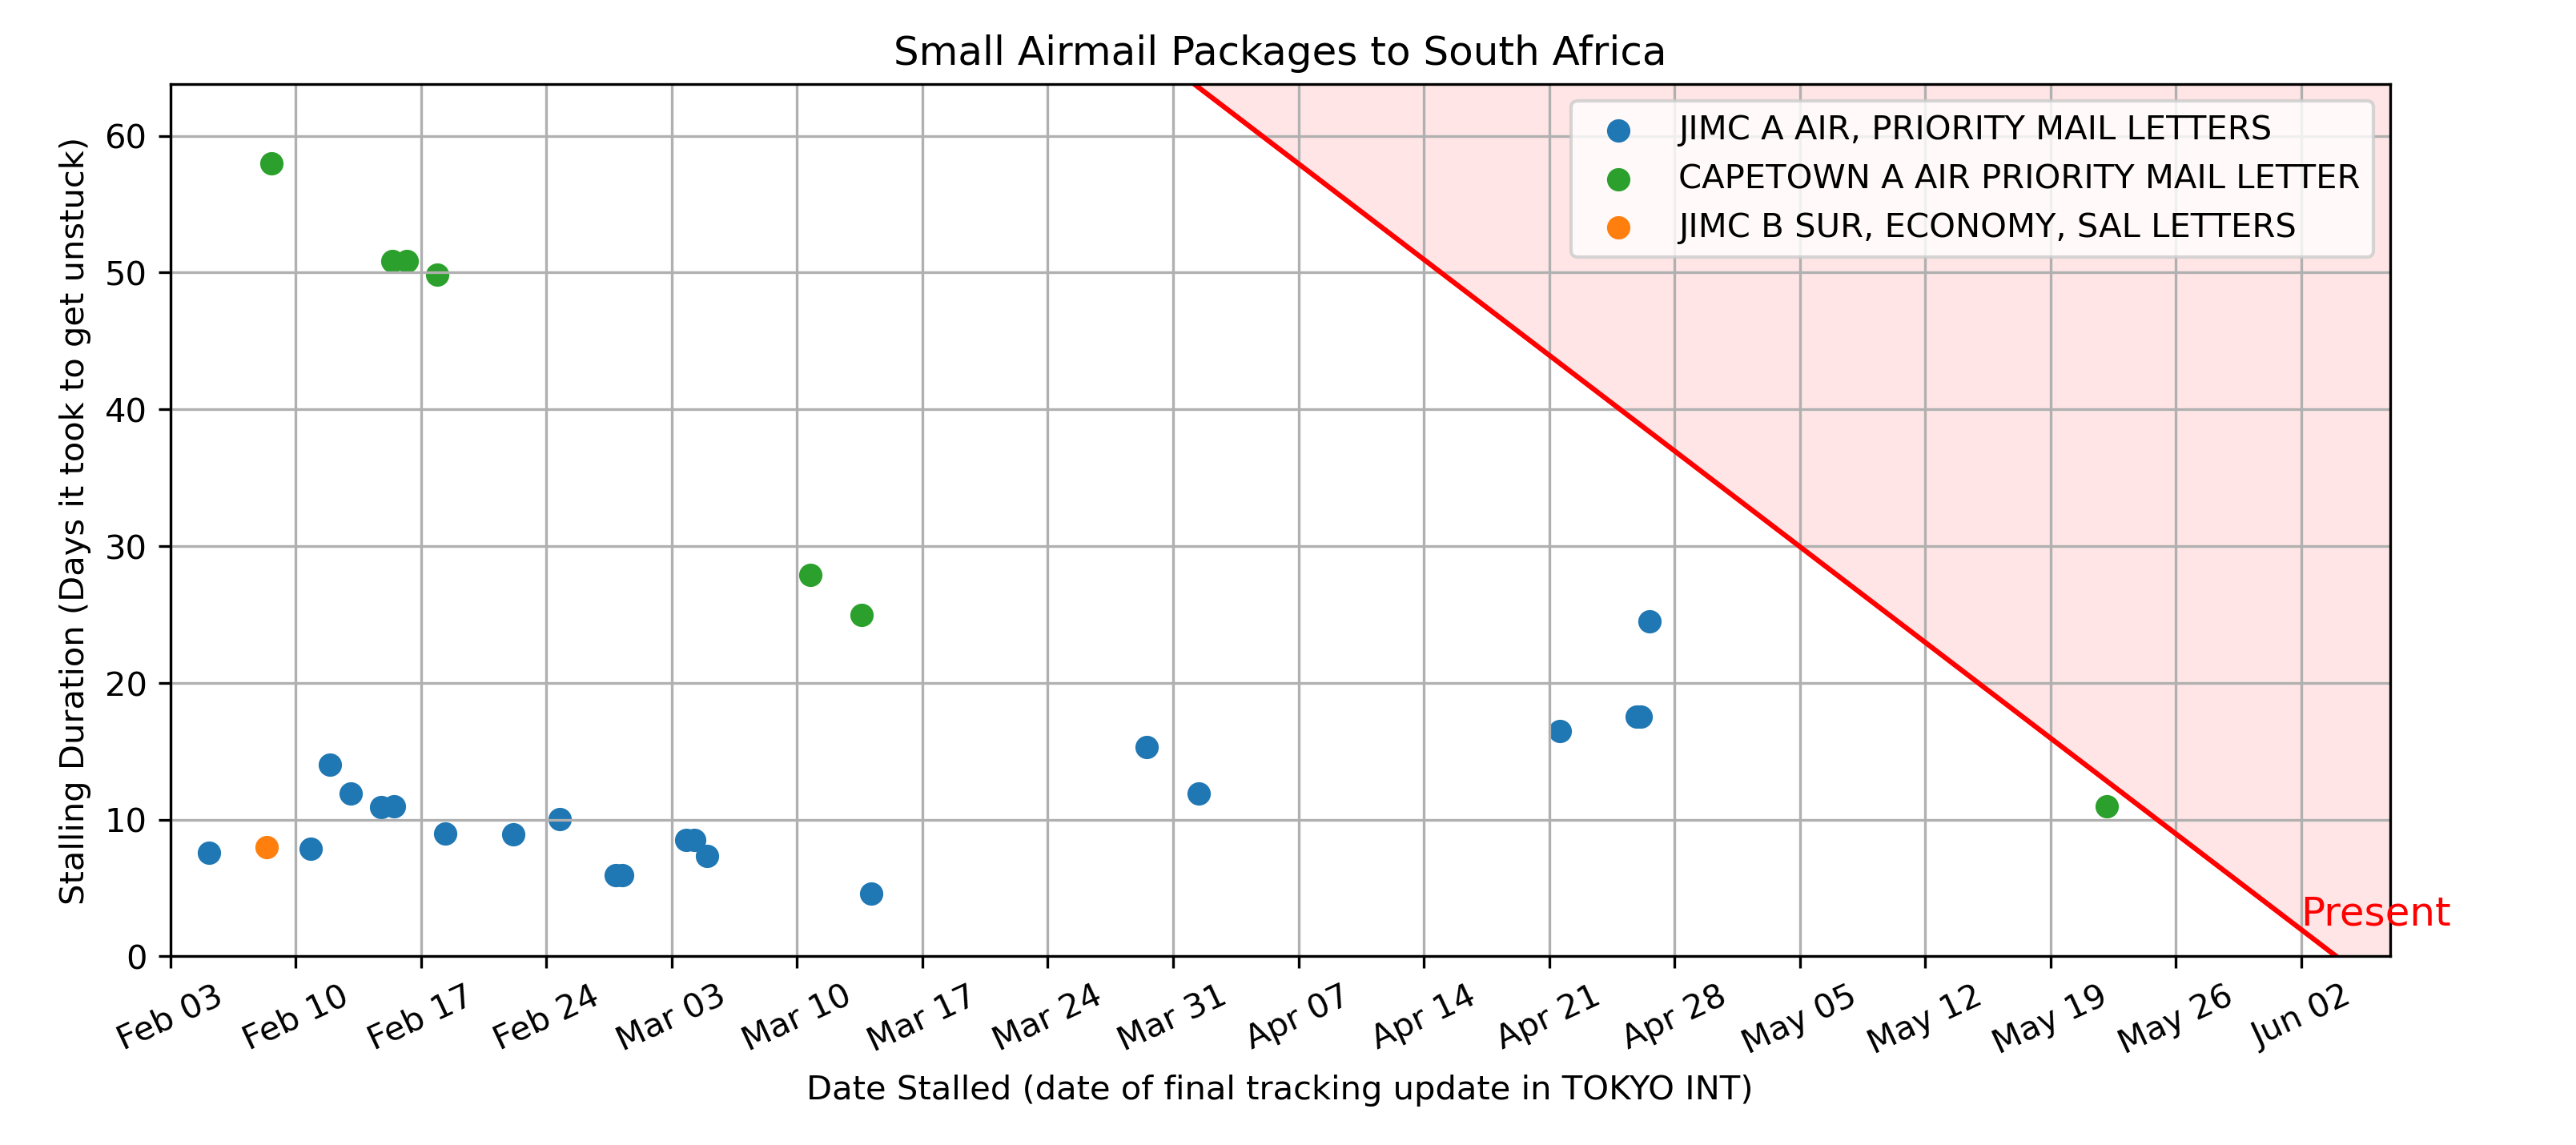 Small Airmail Packages to South Africa
Stalling Duration (Days it took to get unstuck)
60
50
40
30
20
10
0
JIMC A AIR, PRIORITY MAIL LETTERS
CAPETOWN A AIR PRIORITY MAIL LETTER
JIMC B SUR, ECONOMY, SAL LETTERS
Present
Feb 03
Feb 10
Feb 17
Feb 24
Mar 03
Mar 10
Mar 17
Mar 24
Mar 31
Apr 07
Apr 14
Apr 21
Apr 28
May 05
May 12
May 19
May 26
Jun 02
Date Stalled (date of final tracking update in TOKYO INT)